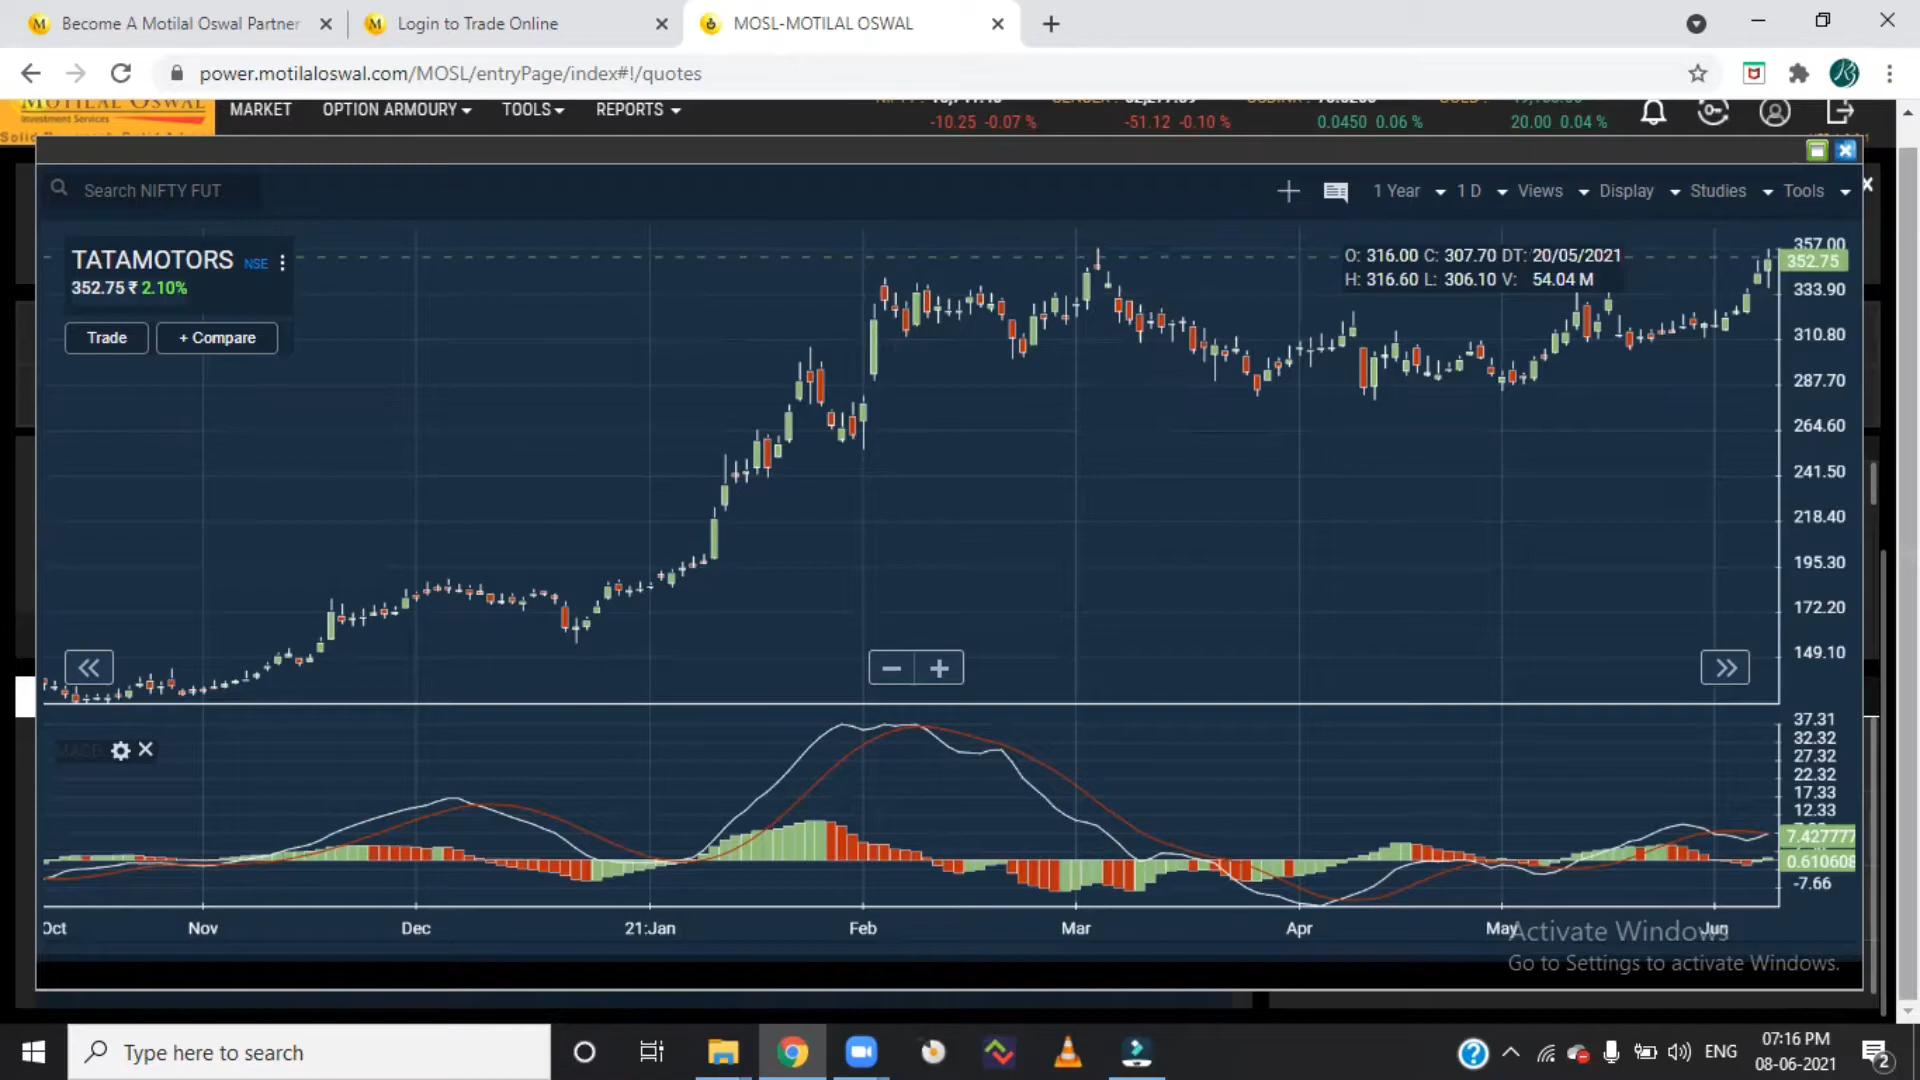 Become A Motilal Oswal Partner
Login to Trade Online
MOSL-MOTILAL OSWAL
power.motilaloswal.com/MOSL/entryPage/index#!/quotes
MOTILAL OSWAL
Investment Services
MARKET
OPTION ARMOURY
TOOLS
REPORTS
-10.25 -0.07 %
-51.12 -0.10 %
0.0450 0.06 %
20.00 0.04 %
Search NIFTY FUT
1 Year
1 D
Views
Display
Studies
Tools
TATAMOTORS NSE
352.75 ₹ 2.10%
Trade
+ Compare
O: 316.00 C: 307.70 DT: 20/05/2021
H: 316.60 L: 306.10 V: 54.04 M
357.00
352.75
333.90
310.80
287.70
264.60
241.50
218.40
195.30
172.20
149.10
37.31
32.32
27.32
22.32
17.33
12.33
7.427777
0.610608
-7.66
Oct
Nov
Dec
21:Jan
Feb
Mar
Apr
May
Jun
Activate Windows
Go to Settings to activate Windows.
Type here to search
ENG
07:16 PM
08-06-2021
2